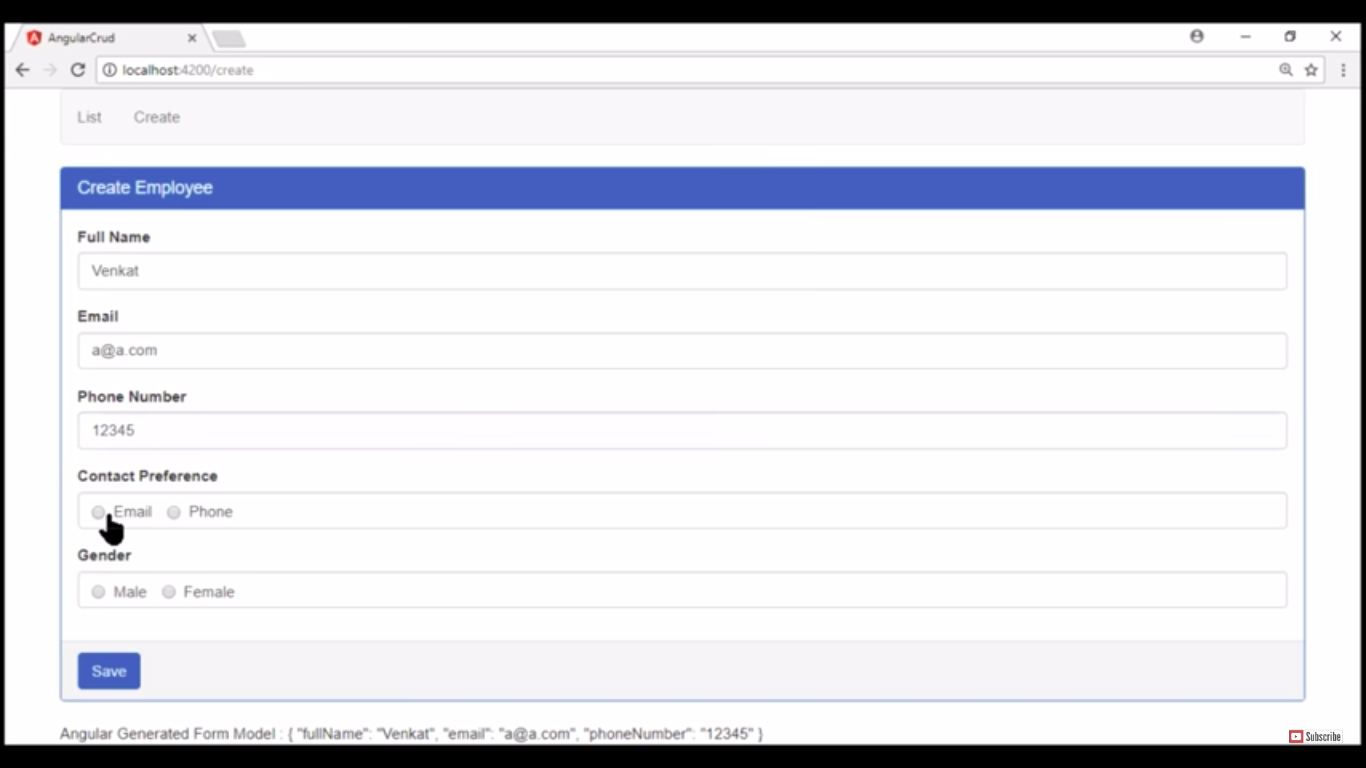 AngularCrud
localhost:4200/create
List Create
Create Employee
Full Name
Venkat
Email
a@a.com
Phone Number
12345
Contact Preference
Email Phone
Gender
Male Female
Save
Angular Generated Form Model : { "fullName": "Venkat", "email": "a@a.com", "phoneNumber": "12345" }
Subscribe